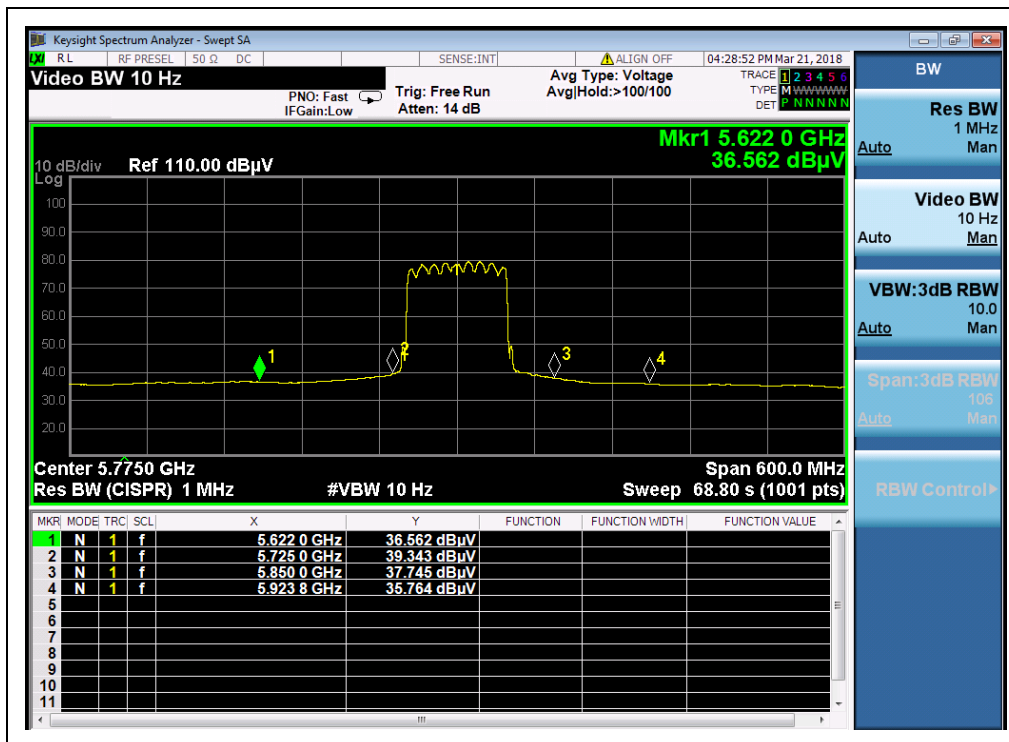 Keysight Spectrum Analyzer - Swept SA
LXI RL RF PRESEL 50 Ω DC SENSE:INT ALIGN OFF 04:28:52 PM Mar 21, 2018
Video BW 10 Hz
PNO: Fast
IFGain:Low
Trig: Free Run
Atten: 14 dB
Avg Type: Voltage
Avg|Hold:>100/100
TRACE 1 2 3 4 5 6
TYPE M WWWWW
DET P N N N N N
Mkr1 5.622 0 GHz
36.562 dBµV
10 dB/div Ref 110.00 dBµV
Log
100
90.0
80.0
70.0
60.0
50.0
40.0
30.0
20.0
1
2
3
4
Center 5.7750 GHz Span 600.0 MHz
Res BW (CISPR) 1 MHz #VBW 10 Hz Sweep 68.80 s (1001 pts)
MKR MODE TRC SCL X Y FUNCTION FUNCTION WIDTH FUNCTION VALUE
1 N 1 f 5.622 0 GHz 36.562 dBµV
2 N 1 f 5.725 0 GHz 39.343 dBµV
3 N 1 f 5.850 0 GHz 37.745 dBµV
4 N 1 f 5.923 8 GHz 35.764 dBµV
5
6
7
8
9
10
11
BW
Res BW
1 MHz
Auto Man
Video BW
10 Hz
Auto Man
VBW:3dB RBW
10.0
Auto Man
Span:3dB RBW
106
Auto Man
RBW Control